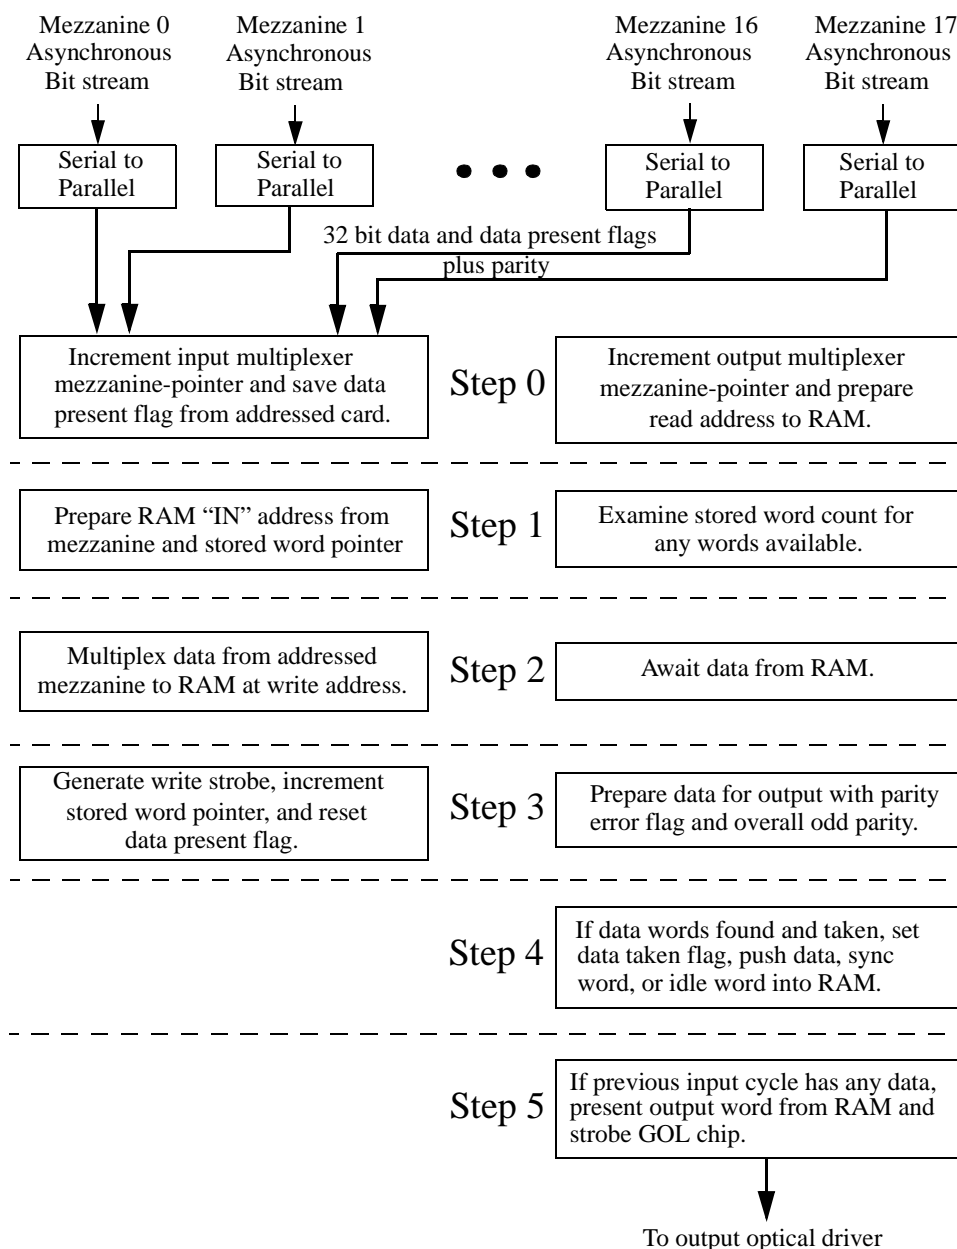 Mezzanine 0
Asynchronous
Bit stream
Mezzanine 1
Asynchronous
Bit stream
Mezzanine 16
Asynchronous
Bit stream
Mezzanine 17
Asynchronous
Bit stream
Serial to
Parallel
Serial to
Parallel
Serial to
Parallel
Serial to
Parallel
32 bit data and data present flags
plus parity
Increment input multiplexer
mezzanine-pointer and save data
present flag from addressed card.
Step 0
Increment output multiplexer
mezzanine-pointer and prepare
read address to RAM.
Prepare RAM “IN” address from
mezzanine and stored word pointer
Step 1
Examine stored word count for
any words available.
Multiplex data from addressed
mezzanine to RAM at write address.
Step 2
Await data from RAM.
Generate write strobe, increment
stored word pointer, and reset
data present flag.
Step 3
Prepare data for output with parity
error flag and overall odd parity.
Step 4
If data words found and taken, set
data taken flag, push data, sync
word, or idle word into RAM.
Step 5
If previous input cycle has any data,
present output word from RAM and
strobe GOL chip.
To output optical driver